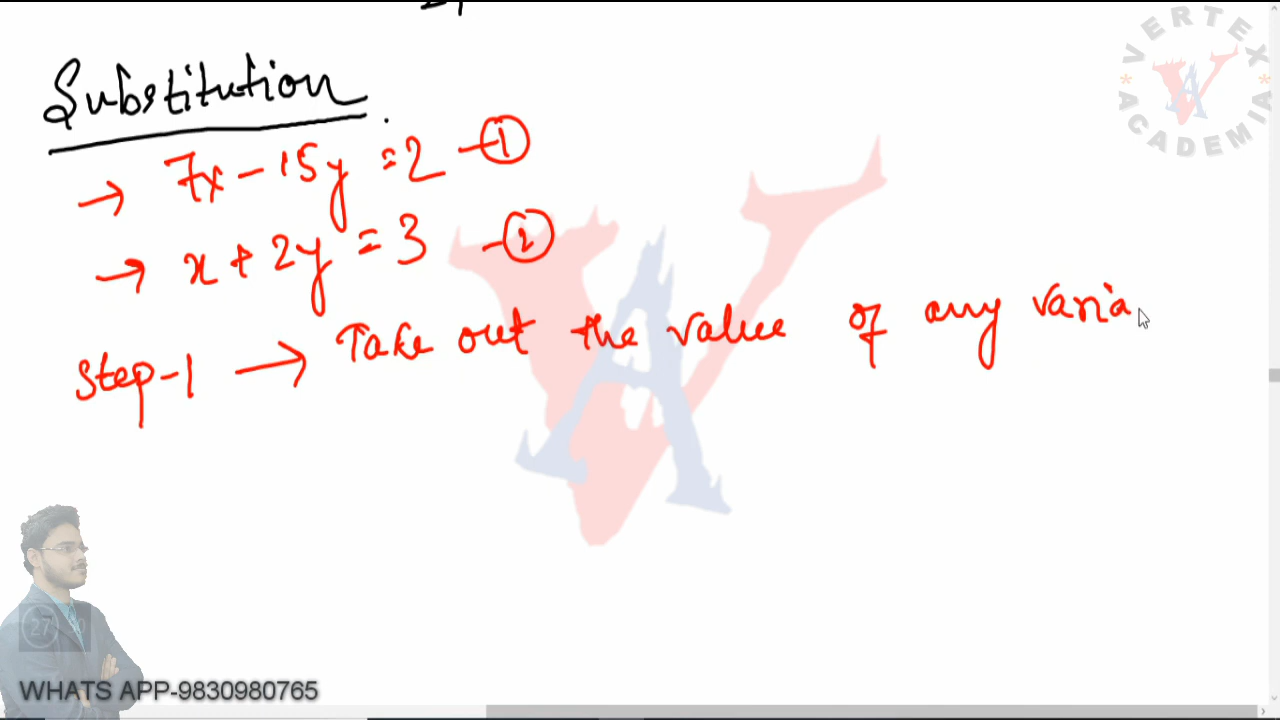 Substitution
→ 7x - 15y = 2 - ①
→ x + 2y = 3 - ②
Step-1 → Take out the value of any varia
VERTEX
ACADEMIA
27
WHATS APP-9830980765